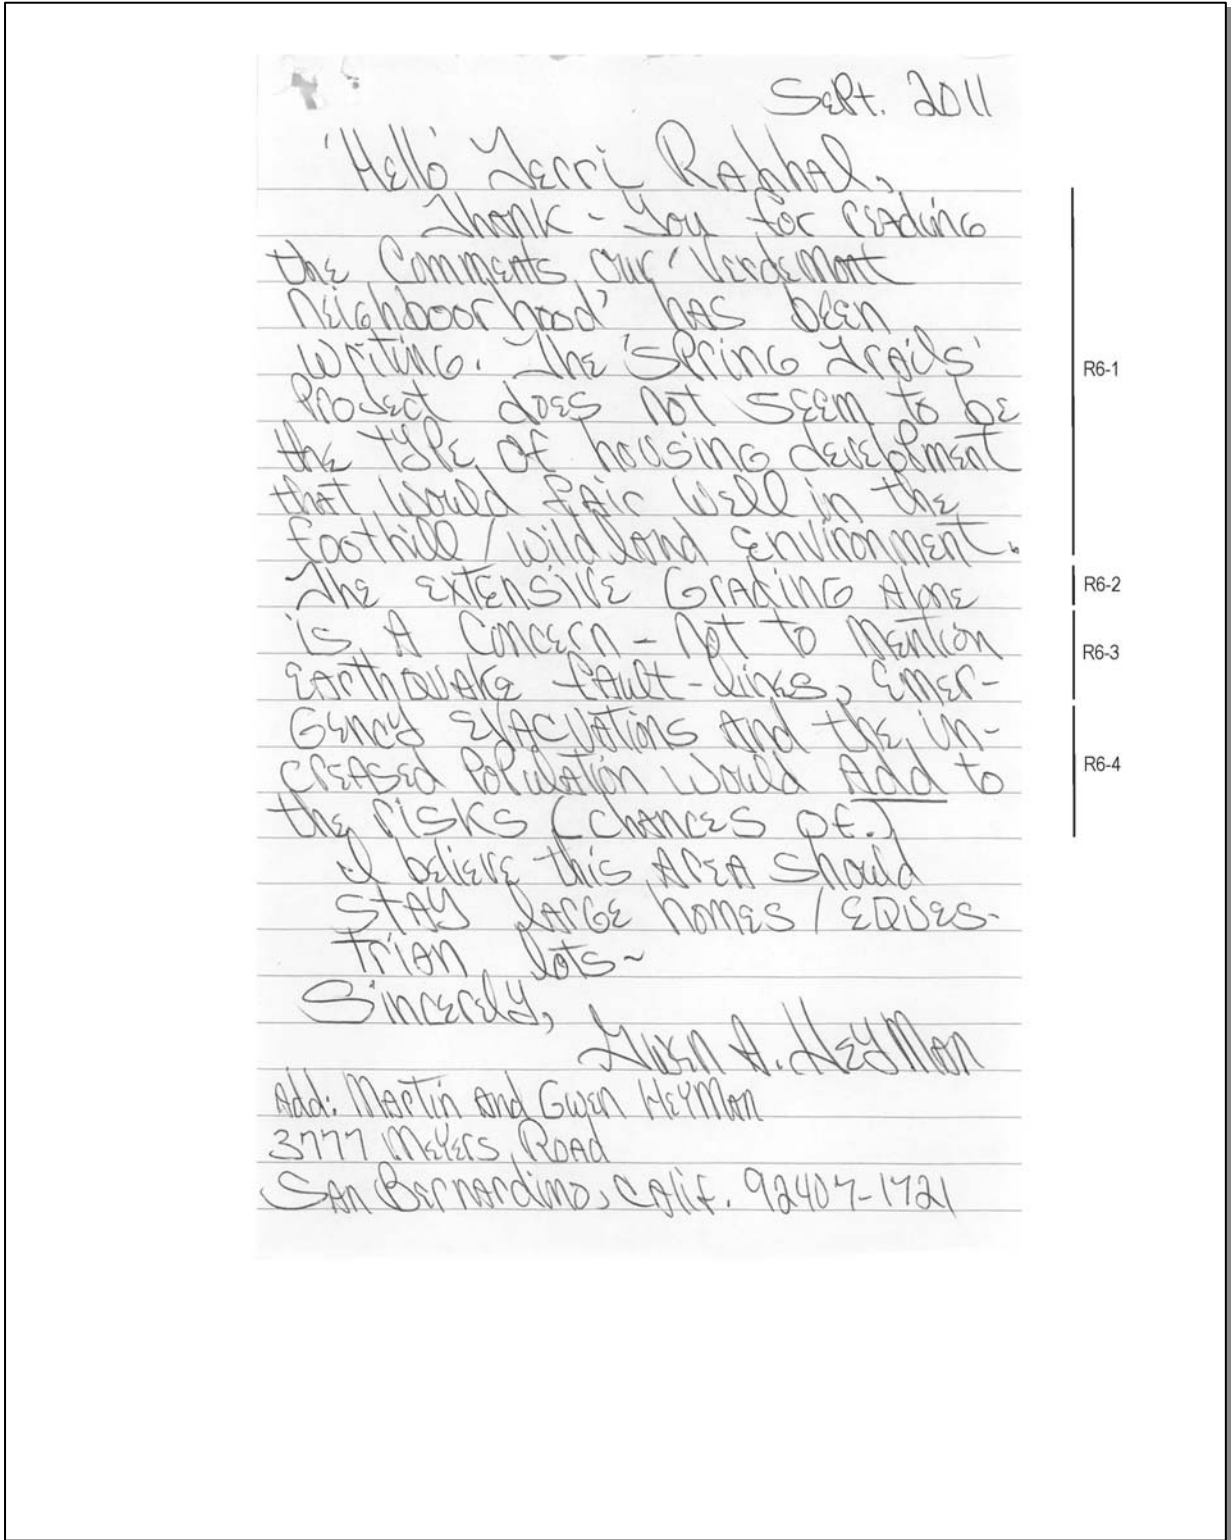 Sept. 2011
'Hello' Terri Rahhal,
Thank-You for reading
the Comments our 'Verdemont
Neighboorhood' has been
writing. The 'Spring Trails'
Project does not seem to be
the type of housing development
that would fair well in the
foothill/wildland environment.
R6-1
The extensive Grading Alone
R6-2
is A Concern - not to mention
earthquake fault-lines, emer-
R6-3
gency evacuations and the in-
creased Population would Add to
the risks (chances of.)
R6-4
I believe this area should
stay large homes / eques-
trian lots~
Sincerely,
Gwen A. Heyman
Add: Martin and Gwen Heyman
3777 Meyers Road
San Bernardino, Calif. 92407-1721